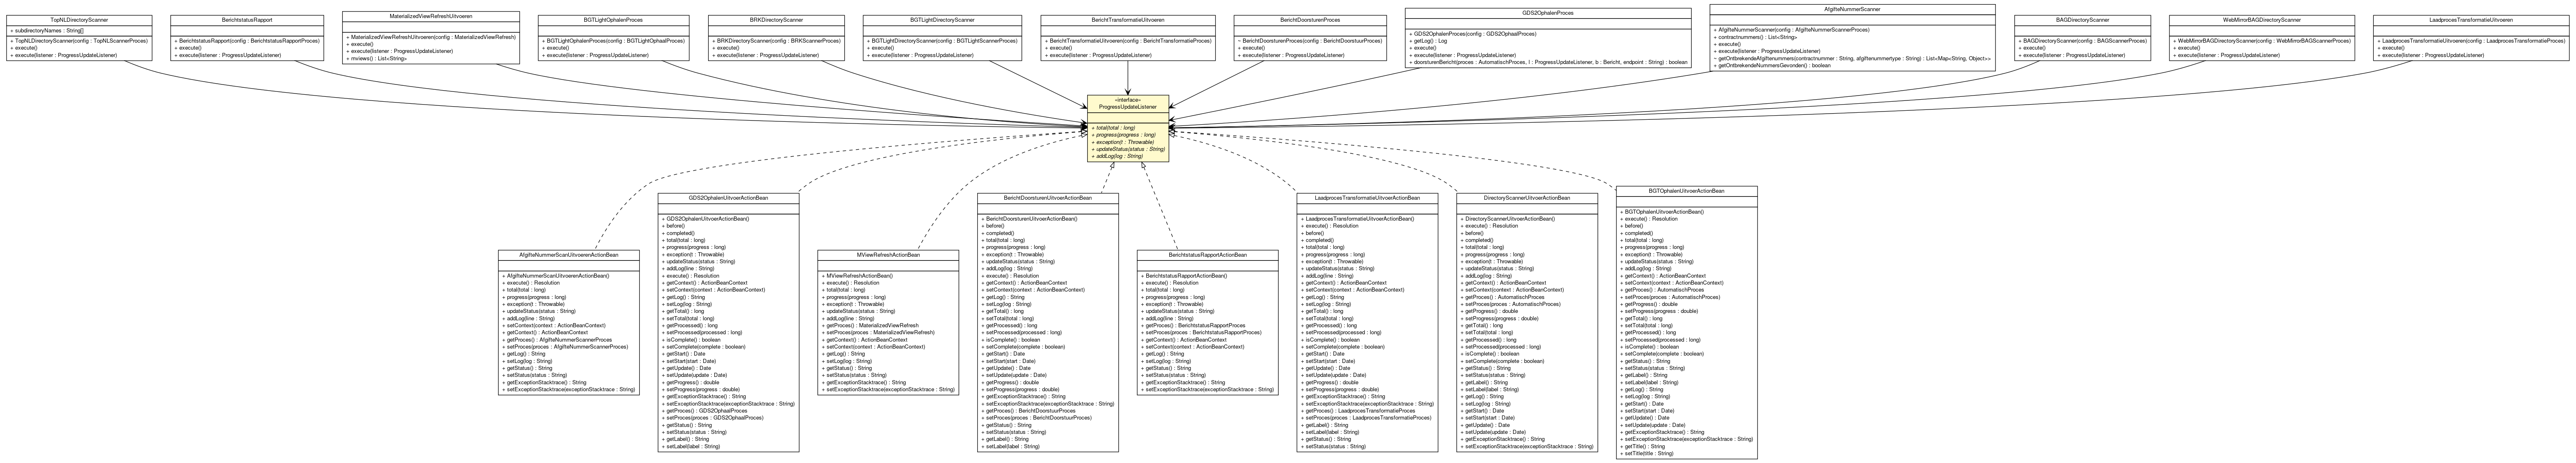 TopNLDirectoryScanner
+ subdirectoryNames : String[]
+ TopNLDirectoryScanner(config : TopNLScannerProces)
+ execute()
+ execute(listener : ProgressUpdateListener)
BerichtstatusRapport
+ BerichtstatusRapport(config : BerichtstatusRapportProces)
+ execute()
+ execute(listener : ProgressUpdateListener)
MaterializedViewRefreshUitvoeren
+ MaterializedViewRefreshUitvoeren(config : MaterializedViewRefresh)
+ execute()
+ execute(listener : ProgressUpdateListener)
+ mviews() : List<String>
BGTLightOphalenProces
+ BGTLightOphalenProces(config : BGTLightOphaalProces)
+ execute()
+ execute(listener : ProgressUpdateListener)
BRKDirectoryScanner
+ BRKDirectoryScanner(config : BRKScannerProces)
+ execute()
+ execute(listener : ProgressUpdateListener)
BGTLightDirectoryScanner
+ BGTLightDirectoryScanner(config : BGTLightScannerProces)
+ execute()
+ execute(listener : ProgressUpdateListener)
BerichtTransformatieUitvoeren
+ BerichtTransformatieUitvoeren(config : BerichtTransformatieProces)
+ execute()
+ execute(listener : ProgressUpdateListener)
BerichtDoorsturenProces
~ BerichtDoorsturenProces(config : BerichtDoorstuurProces)
+ execute()
+ execute(listener : ProgressUpdateListener)
GDS2OphalenProces
+ GDS2OphalenProces(config : GDS2OphaalProces)
+ getLog() : Log
+ execute()
+ execute(listener : ProgressUpdateListener)
+ doorsturenBericht(proces : AutomatischProces, l : ProgressUpdateListener, b : Bericht, endpoint : String) : boolean
AfgifteNummerScanner
+ AfgifteNummerScanner(config : AfgifteNummerScannerProces)
+ contractnummers() : List<String>
+ execute()
+ execute(listener : ProgressUpdateListener)
~ getOntbrekendeAfgiftenummers(contractnummer : String, afgiftenummertype : String) : List<Map<String, Object>>
+ getOntbrekendeNummersGevonden() : boolean
BAGDirectoryScanner
+ BAGDirectoryScanner(config : BAGScannerProces)
+ execute()
+ execute(listener : ProgressUpdateListener)
WebMirrorBAGDirectoryScanner
+ WebMirrorBAGDirectoryScanner(config : WebMirrorBAGScannerProces)
+ execute()
+ execute(listener : ProgressUpdateListener)
LaadprocesTransformatieUitvoeren
+ LaadprocesTransformatieUitvoeren(config : LaadprocesTransformatieProces)
+ execute()
+ execute(listener : ProgressUpdateListener)
«interface»
ProgressUpdateListener
+ total(total : long)
+ progress(progress : long)
+ exception(t : Throwable)
+ updateStatus(status : String)
+ addLog(log : String)
AfgifteNummerScanUitvoerenActionBean
+ AfgifteNummerScanUitvoerenActionBean()
+ execute() : Resolution
+ total(total : long)
+ progress(progress : long)
+ exception(t : Throwable)
+ updateStatus(status : String)
+ addLog(line : String)
+ setContext(context : ActionBeanContext)
+ getContext() : ActionBeanContext
+ getProces() : AfgifteNummerScannerProces
+ setProces(proces : AfgifteNummerScannerProces)
+ getLog() : String
+ setLog(log : String)
+ getStatus() : String
+ setStatus(status : String)
+ getExceptionStacktrace() : String
+ setExceptionStacktrace(exceptionStacktrace : String)
GDS2OphalenUitvoerActionBean
+ GDS2OphalenUitvoerActionBean()
+ before()
+ completed()
+ total(total : long)
+ progress(progress : long)
+ exception(t : Throwable)
+ updateStatus(status : String)
+ addLog(line : String)
+ execute() : Resolution
+ getContext() : ActionBeanContext
+ setContext(context : ActionBeanContext)
+ getLog() : String
+ setLog(log : String)
+ getTotal() : long
+ setTotal(total : long)
+ getProcessed() : long
+ setProcessed(processed : long)
+ isComplete() : boolean
+ setComplete(complete : boolean)
+ getStart() : Date
+ setStart(start : Date)
+ getUpdate() : Date
+ setUpdate(update : Date)
+ getProgress() : double
+ setProgress(progress : double)
+ getExceptionStacktrace() : String
+ setExceptionStacktrace(exceptionStacktrace : String)
+ getProces() : GDS2OphaalProces
+ setProces(proces : GDS2OphaalProces)
+ getStatus() : String
+ setStatus(status : String)
+ getLabel() : String
+ setLabel(label : String)
MViewRefreshActionBean
+ MViewRefreshActionBean()
+ execute() : Resolution
+ total(total : long)
+ progress(progress : long)
+ exception(t : Throwable)
+ updateStatus(status : String)
+ addLog(line : String)
+ getProces() : MaterializedViewRefresh
+ setProces(proces : MaterializedViewRefresh)
+ getContext() : ActionBeanContext
+ setContext(context : ActionBeanContext)
+ getLog() : String
+ setLog(log : String)
+ getStatus() : String
+ setStatus(status : String)
+ getExceptionStacktrace() : String
+ setExceptionStacktrace(exceptionStacktrace : String)
BerichtDoorsturenUitvoerActionBean
+ BerichtDoorsturenUitvoerActionBean()
+ before()
+ completed()
+ total(total : long)
+ progress(progress : long)
+ exception(t : Throwable)
+ updateStatus(status : String)
+ addLog(log : String)
+ execute() : Resolution
+ getContext() : ActionBeanContext
+ setContext(context : ActionBeanContext)
+ getLog() : String
+ setLog(log : String)
+ getTotal() : long
+ setTotal(total : long)
+ getProcessed() : long
+ setProcessed(processed : long)
+ isComplete() : boolean
+ setComplete(complete : boolean)
+ getStart() : Date
+ setStart(start : Date)
+ getUpdate() : Date
+ setUpdate(update : Date)
+ getProgress() : double
+ setProgress(progress : double)
+ getExceptionStacktrace() : String
+ setExceptionStacktrace(exceptionStacktrace : String)
+ getProces() : BerichtDoorstuurProces
+ setProces(proces : BerichtDoorstuurProces)
+ getStatus() : String
+ setStatus(status : String)
+ getLabel() : String
+ setLabel(label : String)
BerichtstatusRapportActionBean
+ BerichtstatusRapportActionBean()
+ execute() : Resolution
+ total(total : long)
+ progress(progress : long)
+ exception(t : Throwable)
+ updateStatus(status : String)
+ addLog(line : String)
+ getProces() : BerichtstatusRapportProces
+ setProces(proces : BerichtstatusRapportProces)
+ getContext() : ActionBeanContext
+ setContext(context : ActionBeanContext)
+ getLog() : String
+ setLog(log : String)
+ getStatus() : String
+ setStatus(status : String)
+ getExceptionStacktrace() : String
+ setExceptionStacktrace(exceptionStacktrace : String)
LaadprocesTransformatieUitvoerActionBean
+ LaadprocesTransformatieUitvoerActionBean()
+ execute() : Resolution
+ before()
+ completed()
+ total(total : long)
+ progress(progress : long)
+ exception(t : Throwable)
+ updateStatus(status : String)
+ addLog(line : String)
+ getContext() : ActionBeanContext
+ setContext(context : ActionBeanContext)
+ getLog() : String
+ setLog(log : String)
+ getTotal() : long
+ setTotal(total : long)
+ getProcessed() : long
+ setProcessed(processed : long)
+ isComplete() : boolean
+ setComplete(complete : boolean)
+ getStart() : Date
+ setStart(start : Date)
+ getUpdate() : Date
+ setUpdate(update : Date)
+ getProgress() : double
+ setProgress(progress : double)
+ getExceptionStacktrace() : String
+ setExceptionStacktrace(exceptionStacktrace : String)
+ getProces() : LaadprocesTransformatieProces
+ setProces(proces : LaadprocesTransformatieProces)
+ getLabel() : String
+ setLabel(label : String)
+ getStatus() : String
+ setStatus(status : String)
DirectoryScannerUitvoerActionBean
+ DirectoryScannerUitvoerActionBean()
+ execute() : Resolution
+ before()
+ completed()
+ total(total : long)
+ progress(progress : long)
+ exception(t : Throwable)
+ updateStatus(status : String)
+ addLog(log : String)
+ getContext() : ActionBeanContext
+ setContext(context : ActionBeanContext)
+ getProces() : AutomatischProces
+ setProces(proces : AutomatischProces)
+ getProgress() : double
+ setProgress(progress : double)
+ getTotal() : long
+ setTotal(total : long)
+ getProcessed() : long
+ setProcessed(processed : long)
+ isComplete() : boolean
+ setComplete(complete : boolean)
+ getStatus() : String
+ setStatus(status : String)
+ getLabel() : String
+ setLabel(label : String)
+ getLog() : String
+ setLog(log : String)
+ getStart() : Date
+ setStart(start : Date)
+ getUpdate() : Date
+ setUpdate(update : Date)
+ getExceptionStacktrace() : String
+ setExceptionStacktrace(exceptionStacktrace : String)
BGTOphalenUitvoerActionBean
+ BGTOphalenUitvoerActionBean()
+ execute() : Resolution
+ before()
+ completed()
+ total(total : long)
+ progress(progress : long)
+ exception(t : Throwable)
+ updateStatus(status : String)
+ addLog(log : String)
+ getContext() : ActionBeanContext
+ setContext(context : ActionBeanContext)
+ getProces() : AutomatischProces
+ setProces(proces : AutomatischProces)
+ getProgress() : double
+ setProgress(progress : double)
+ getTotal() : long
+ setTotal(total : long)
+ getProcessed() : long
+ setProcessed(processed : long)
+ isComplete() : boolean
+ setComplete(complete : boolean)
+ getStatus() : String
+ setStatus(status : String)
+ getLabel() : String
+ setLabel(label : String)
+ getLog() : String
+ setLog(log : String)
+ getStart() : Date
+ setStart(start : Date)
+ getUpdate() : Date
+ setUpdate(update : Date)
+ getExceptionStacktrace() : String
+ setExceptionStacktrace(exceptionStacktrace : String)
+ getTitle() : String
+ setTitle(title : String)